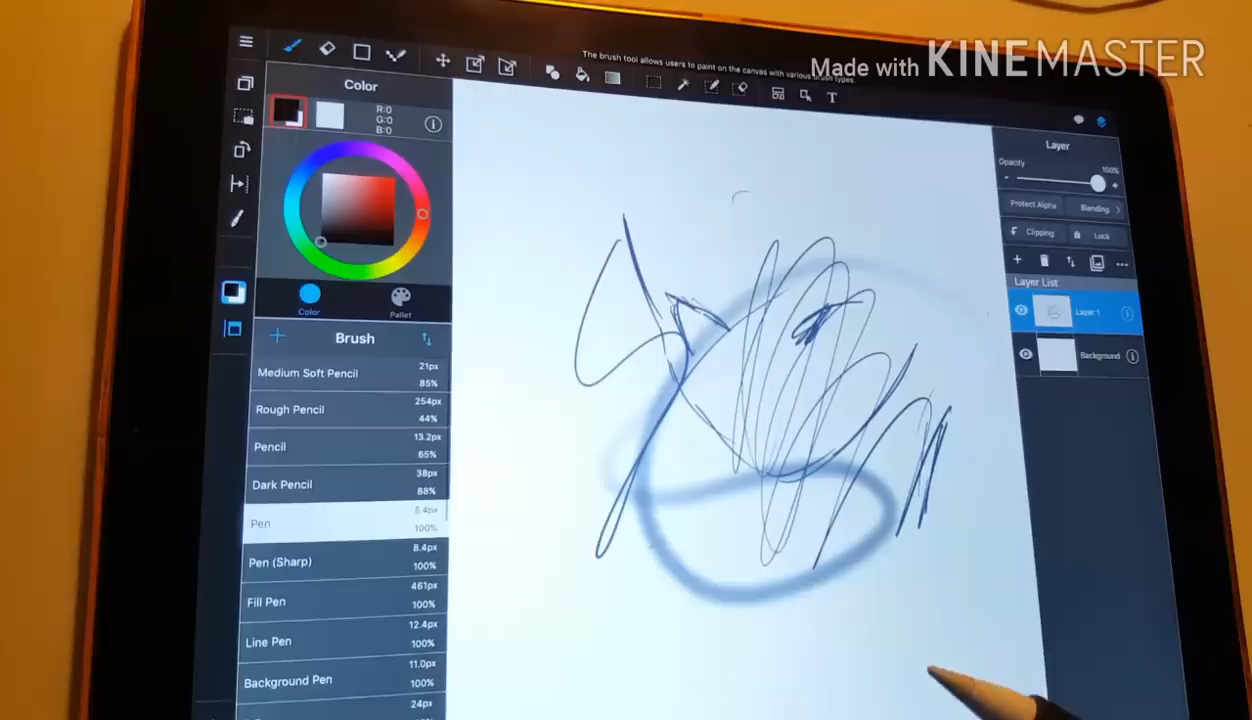 The brush tool allows users to paint on the canvas with various brush types.
Made with KINEMASTER
T
Color
R:0
G:0
B:0
Color
Pallet
Brush
Medium Soft Pencil
21px
85%
Rough Pencil
254px
44%
Pencil
13.2px
65%
Dark Pencil
38px
88%
Pen
100%
Pen (Sharp)
8.4px
100%
Fill Pen
461px
100%
Line Pen
12.4px
100%
Background Pen
11.0px
100%
24px
Layer
Opacity
100%
Protect Alpha
Blending
Clipping
Lock
Layer List
Layer 1
Background